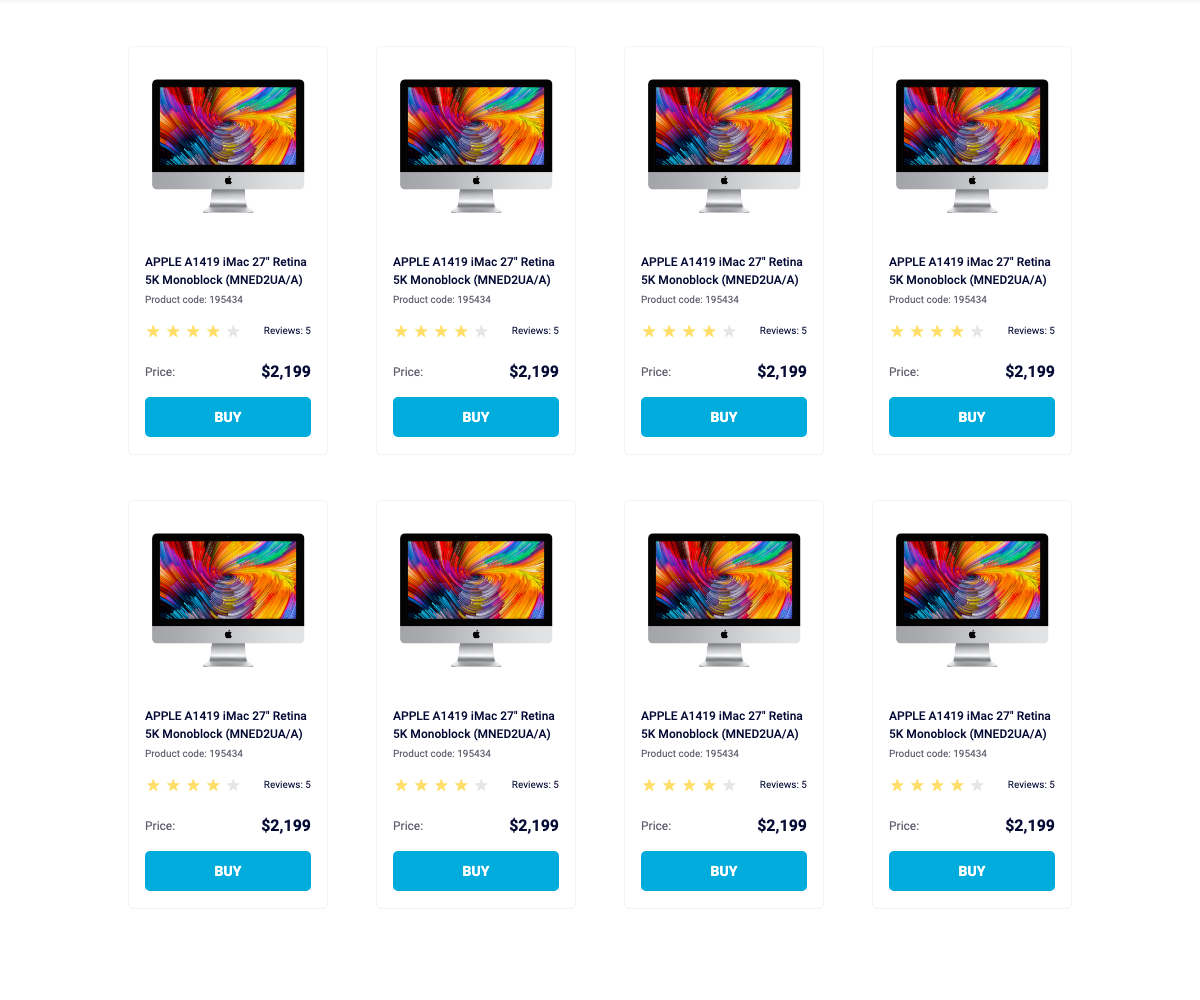 APPLE A1419 iMac 27" Retina
5K Monoblock (MNED2UA/A)
Product code: 195434
Reviews: 5
Price: $2,199
BUY
APPLE A1419 iMac 27" Retina
5K Monoblock (MNED2UA/A)
Product code: 195434
Reviews: 5
Price: $2,199
BUY
APPLE A1419 iMac 27" Retina
5K Monoblock (MNED2UA/A)
Product code: 195434
Reviews: 5
Price: $2,199
BUY
APPLE A1419 iMac 27" Retina
5K Monoblock (MNED2UA/A)
Product code: 195434
Reviews: 5
Price: $2,199
BUY
APPLE A1419 iMac 27" Retina
5K Monoblock (MNED2UA/A)
Product code: 195434
Reviews: 5
Price: $2,199
BUY
APPLE A1419 iMac 27" Retina
5K Monoblock (MNED2UA/A)
Product code: 195434
Reviews: 5
Price: $2,199
BUY
APPLE A1419 iMac 27" Retina
5K Monoblock (MNED2UA/A)
Product code: 195434
Reviews: 5
Price: $2,199
BUY
APPLE A1419 iMac 27" Retina
5K Monoblock (MNED2UA/A)
Product code: 195434
Reviews: 5
Price: $2,199
BUY